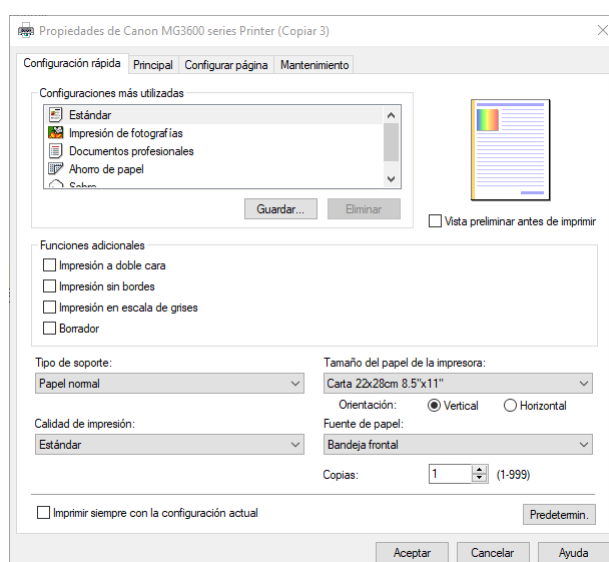 Propiedades de Canon MG3600 series Printer (Copiar 3)
Configuración rápida Principal Configurar página Mantenimiento
Configuraciones más utilizadas
Estándar
Impresión de fotografías
Documentos profesionales
Ahorro de papel
Sobre
Guardar... Eliminar
Vista preliminar antes de imprimir
Funciones adicionales
Impresión a doble cara
Impresión sin bordes
Impresión en escala de grises
Borrador
Tipo de soporte:
Papel normal
Tamaño del papel de la impresora:
Carta 22x28cm 8.5"x11"
Orientación: Vertical Horizontal
Calidad de impresión:
Estándar
Fuente de papel:
Bandeja frontal
Copias: 1 (1-999)
Imprimir siempre con la configuración actual
Predetermin.
Aceptar Cancelar Ayuda